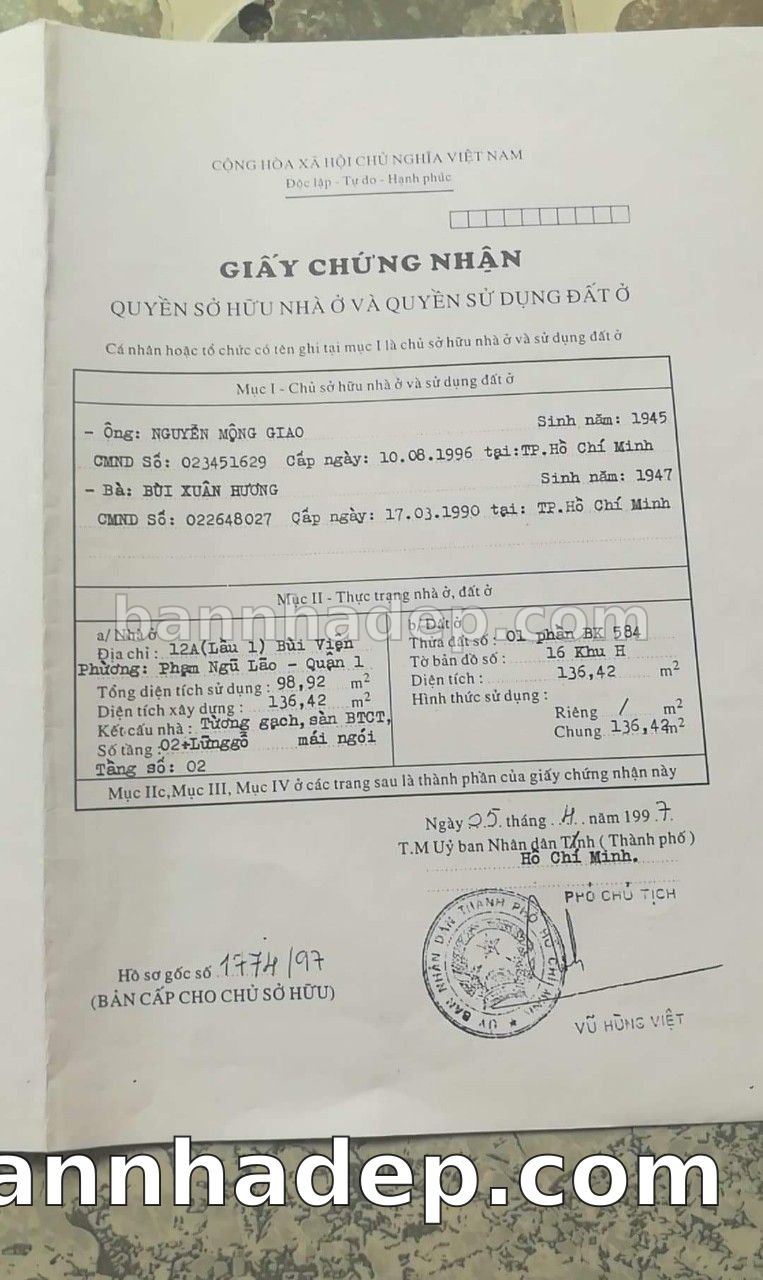 CỘNG HÒA XÃ HỘI CHỦ NGHĨA VIỆT NAM
Độc lập - Tự do - Hạnh phúc
GIẤY CHỨNG NHẬN
QUYỀN SỞ HỮU NHÀ Ở VÀ QUYỀN SỬ DỤNG ĐẤT Ở
Cá nhân hoặc tổ chức có tên ghi tại mục I là chủ sở hữu nhà ở và sử dụng đất ở
Mục I - Chủ sở hữu nhà ở và sử dụng đất ở
- Ông: NGUYỄN MỘNG GIAO Sinh năm: 1945
CMND Số: 023451629 Cấp ngày: 10.08.1996 tại:TP.Hồ Chí Minh
- Bà: BÙI XUÂN HƯƠNG Sinh năm: 1947
CMND Số: 022648027 Cấp ngày: 17.03.1990 tại: TP.Hồ Chí Minh
Mục II - Thực trạng nhà ở, đất ở
bannhadep.com
a/ Nhà ở
Địa chỉ : 12A(Lầu 1) Bùi Viện
Phường: Phạm Ngũ Lão - Quận 1
Tổng diện tích sử dụng : 98,92 m2
Diện tích xây dựng : 136,42 m2
Kết cấu nhà : Tường gạch, sàn BTCT,
mái ngói
Số tầng :02+Lửnggỗ
Tầng số: 02
b/ Đất ở
Thửa đất số : 01 phần BK 584
Tờ bản đồ số : 16 Khu H
Diện tích : 136,42 m2
Hình thức sử dụng :
Riêng / m2
Chung 136,42m2
Mục IIc,Mục III, Mục IV ở các trang sau là thành phần của giấy chứng nhận này
Ngày 05. tháng .4. năm 1997.
T.M Uỷ ban Nhân dân Tỉnh ( Thành phố )
Hồ Chí Minh.
PHÓ CHỦ TỊCH
ỦY BAN NHÂN DÂN THÀNH PHỐ HỒ CHÍ MINH
VŨ HÙNG VIỆT
Hồ sơ gốc số .1774/97
(BẢN CẤP CHO CHỦ SỞ HỮU)
annhadep.com